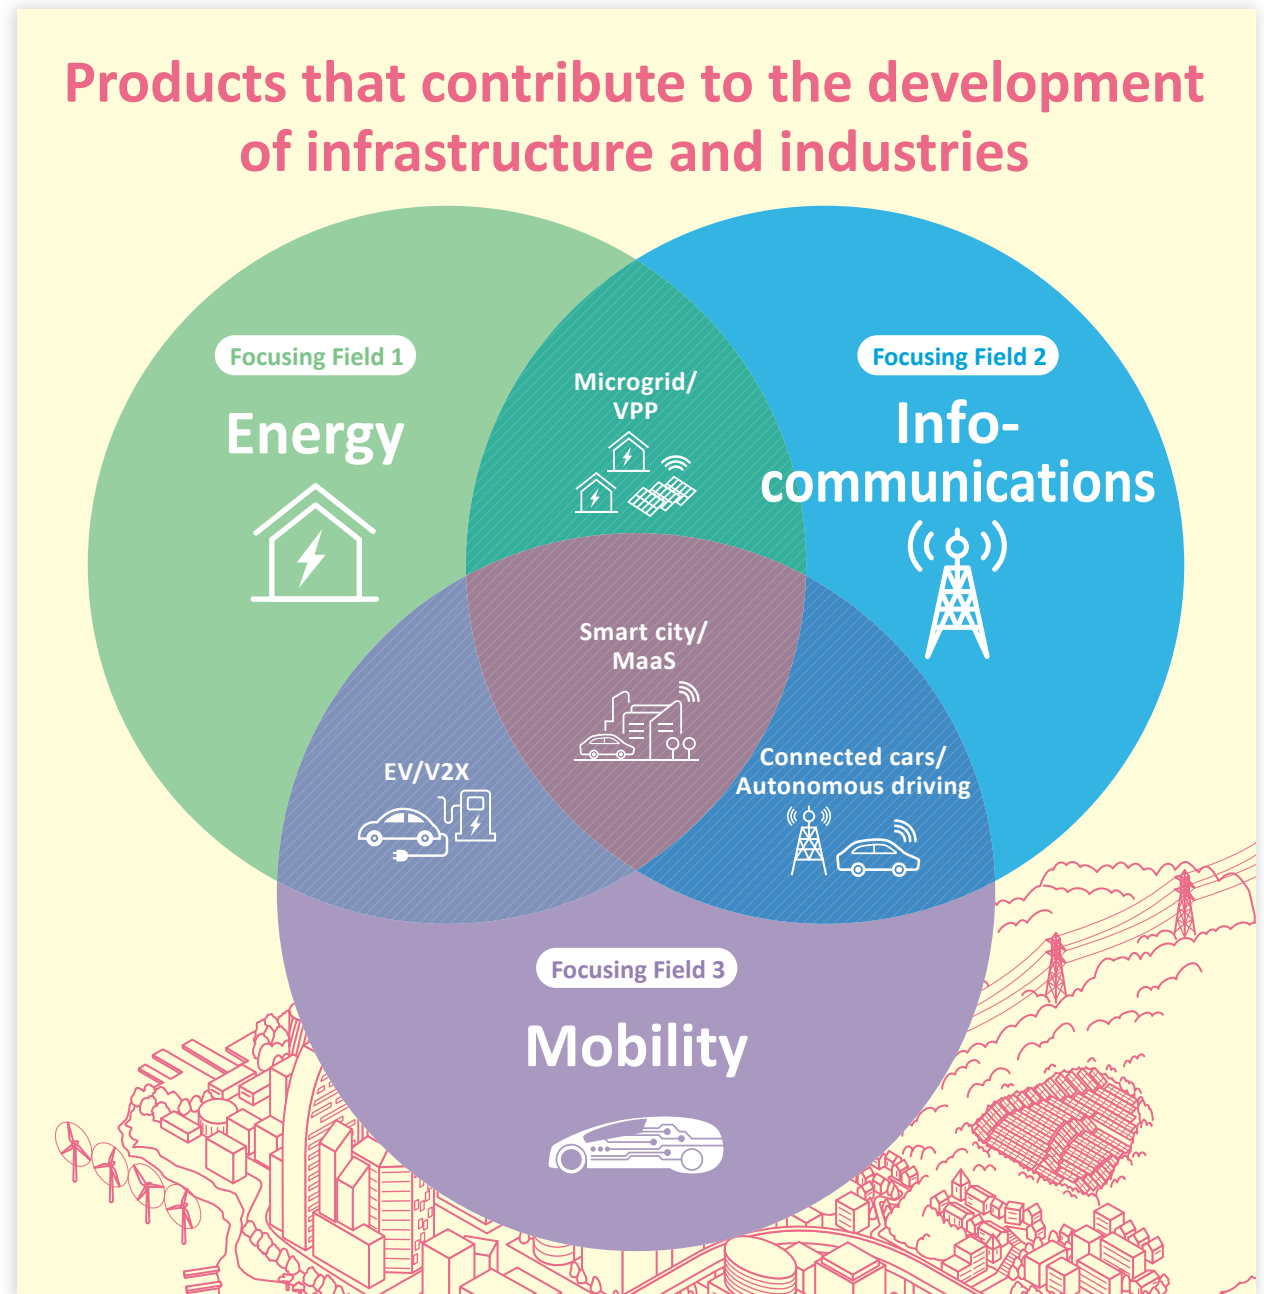 Products that contribute to the development
of infrastructure and industries
Focusing Field 1
Energy
Focusing Field 2
Info-
communications
Microgrid/
VPP
Smart city/
MaaS
EV/V2X
Connected cars/
Autonomous driving
Focusing Field 3
Mobility